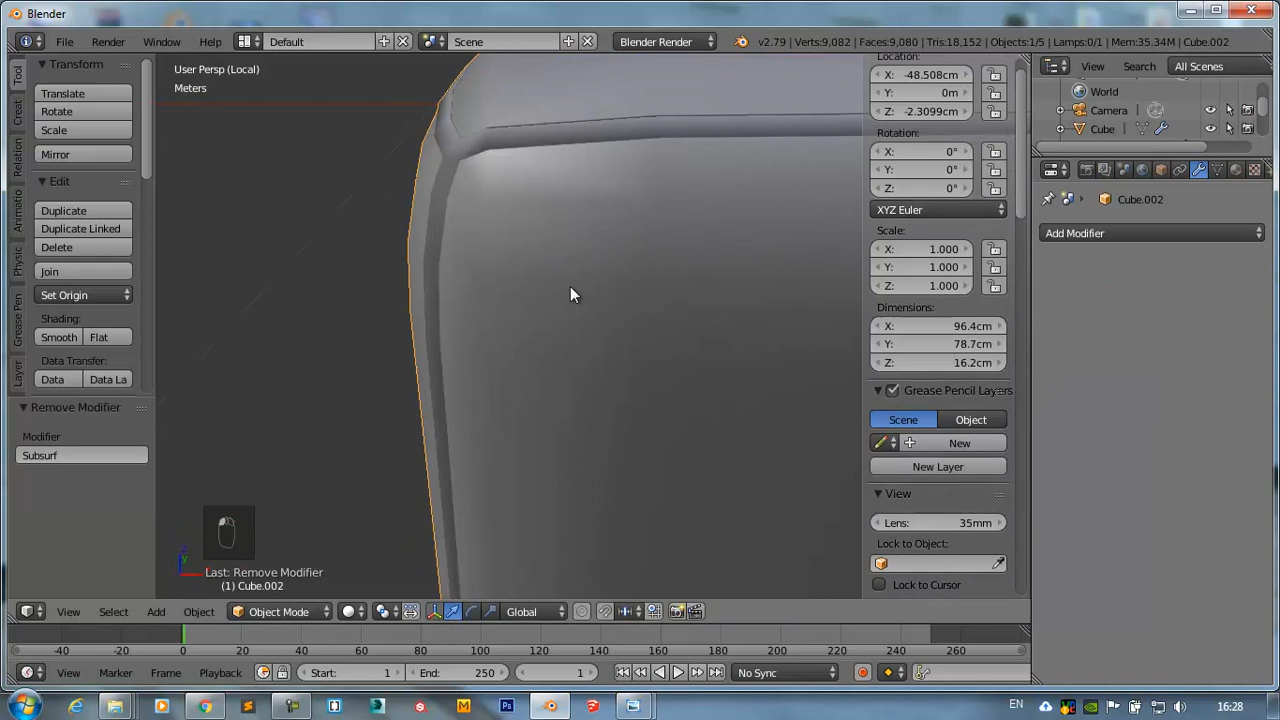 Blender
File Render Window Help Default Scene Blender Render v2.79 | Verts:9,082 | Faces:9,080 | Tris:18,152 | Objects:1/5 | Lamps:0/1 | Mem:35.34M | Cube.002
Tool
Creat
Animatio
Physic
Grease Pen
Layer
Transform
Translate
Rotate
Scale
Mirror
Edit
Duplicate
Duplicate Linked
Delete
Join
Set Origin
Shading:
Smooth Flat
Data Transfer:
Data Data La
Remove Modifier
Modifier
Subsurf
User Persp (Local)
Meters
Last: Remove Modifier
(1) Cube.002
Location:
X: -48.508cm
Y: 0m
Z: -2.3099cm
Rotation:
X: 0°
Y: 0°
Z: 0°
XYZ Euler
Scale:
X: 1.000
Y: 1.000
Z: 1.000
Dimensions:
X: 96.4cm
Y: 78.7cm
Z: 16.2cm
Grease Pencil Layers
Scene Object
New
New Layer
View
Lens: 35mm
Lock to Object:
Lock to Cursor
View Search All Scenes
World
Camera
Cube
Cube.002
Add Modifier
View Select Add Object Object Mode Global
-40 -20 0 20 40 60 80 100 120 140 160 180 200 220 240 260
View Marker Frame Playback Start: 1 End: 250 1 No Sync
EN 16:28